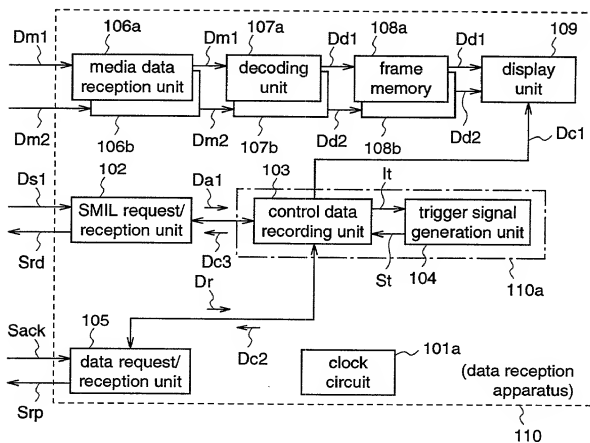 106a 107a 108a 109
Dm1 Dm1 Dd1 Dd1
media data reception unit
decoding unit
frame memory
display unit
Dm2 Dm2 Dd2 Dd2
106b 107b 108b
Dc1
102 103
Ds1 Da1 It
SMIL request/ reception unit
control data recording unit
trigger signal generation unit
Srd Dc3 St 104
110a
Dr
Dc2
Sack 105 101a
data request/ reception unit
clock circuit
(data reception apparatus)
Srp
110